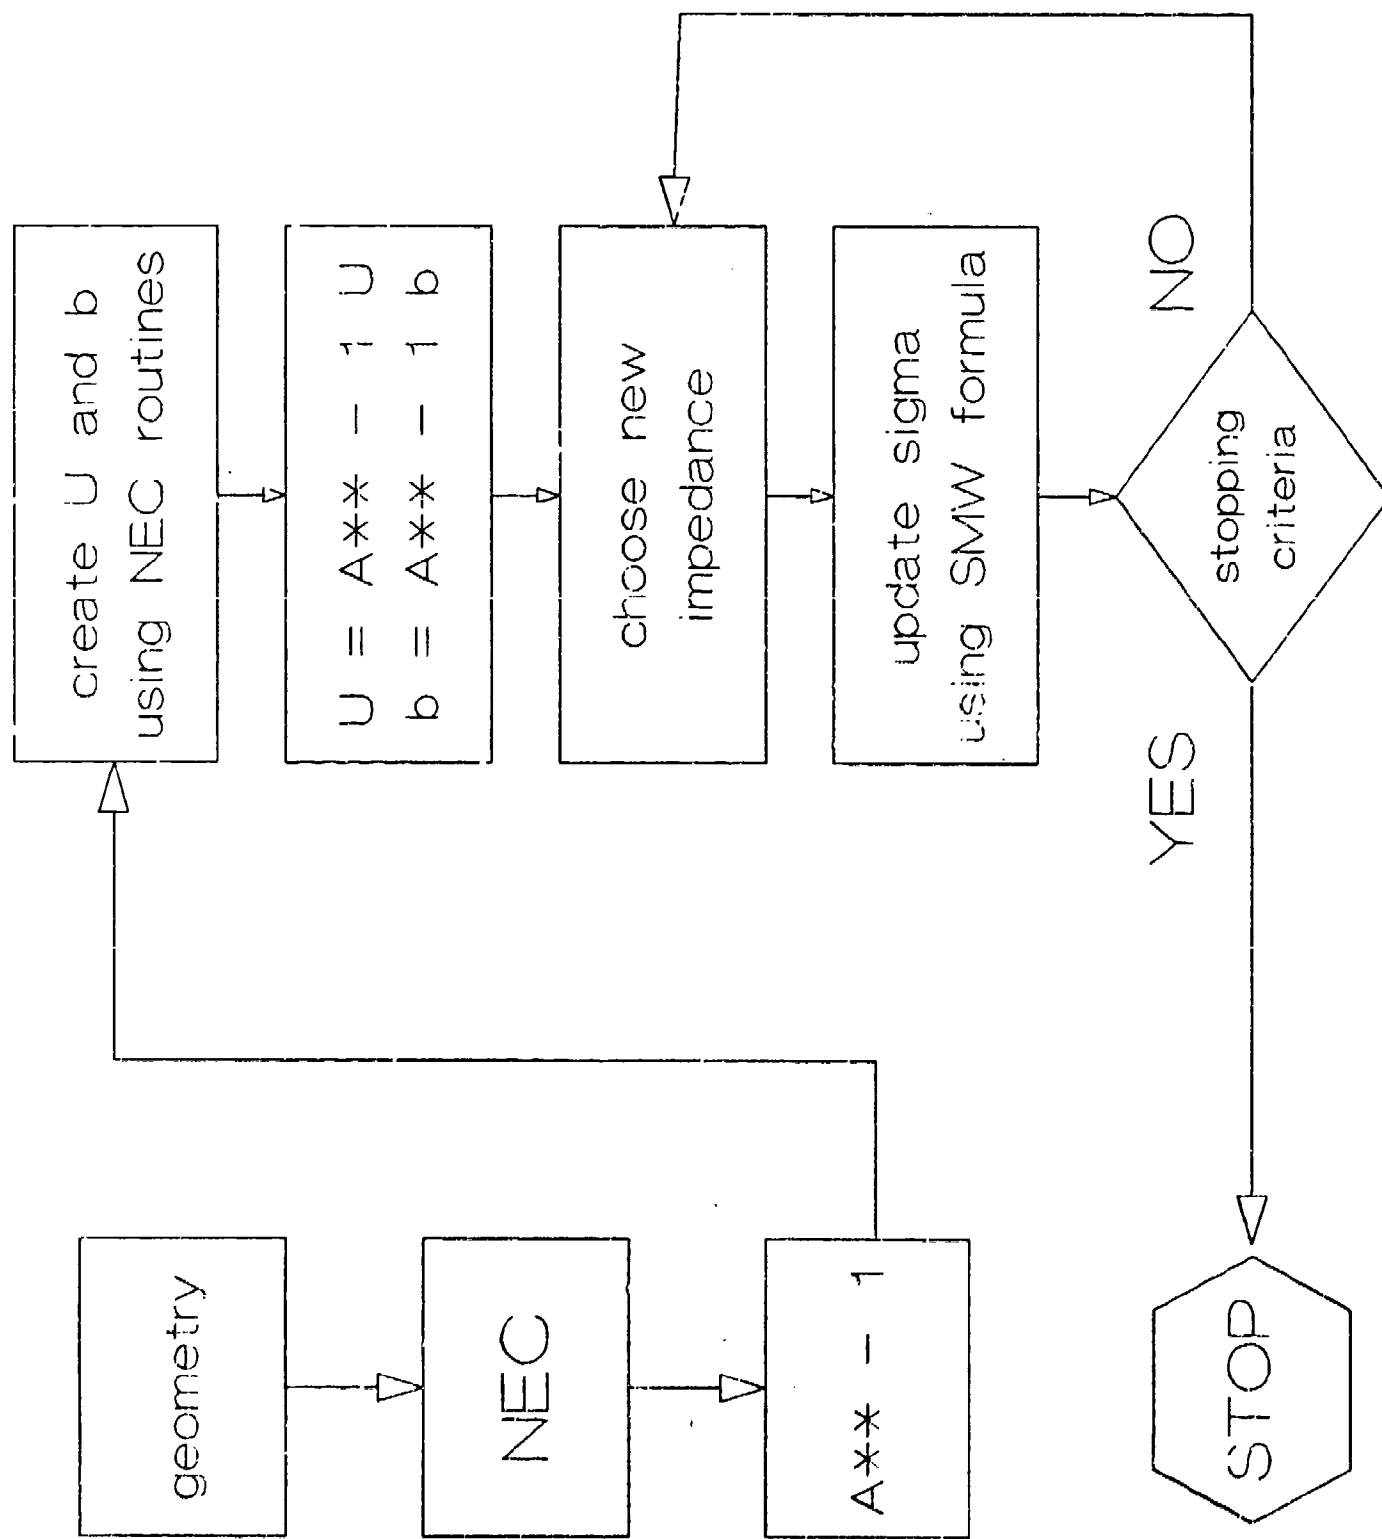 geometry
NEC
A** - 1
create U and b
using NEC routines
U = A** - 1 U
b = A** - 1 b
choose new
impedance
update sigma
using SMW formula
stopping
criteria
YES
NO
STOP